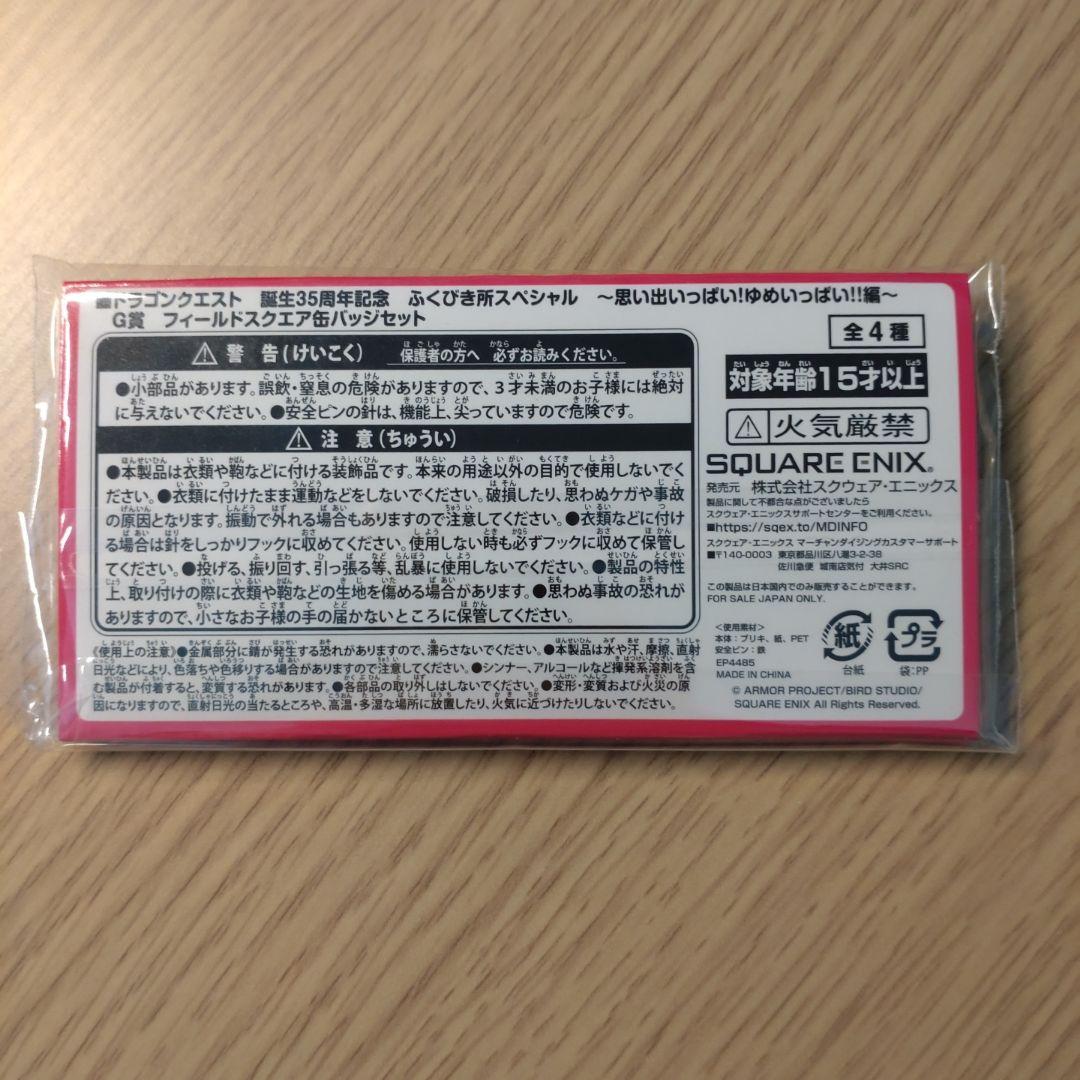 ■ドラゴンクエスト 誕生35周年記念 ふくびき所スペシャル ～思い出いっぱい!ゆめいっぱい!!編～
G賞 フィールドスクエア缶バッジセット
全4種
⚠ 警告(けいこく) 保護者の方へ 必ずお読みください。
●小部品があります。誤飲・窒息の危険がありますので、3才未満のお子様には絶対
に与えないでください。●安全ピンの針は、機能上、尖っていますので危険です。
⚠ 注意(ちゅうい)
●本製品は衣類や鞄などに付ける装飾品です。本来の用途以外の目的で使用しないでく
ださい。●衣類に付けたまま運動などをしないでください。破損したり、思わぬケガや事故
の原因となります。振動で外れる場合もありますので注意してください。●衣類などに付け
る場合は針をしっかりフックに収めてください。使用しない時も必ずフックに収めて保管し
てください。●投げる、振り回す、引っ張る等、乱暴に使用しないでください。●製品の特性
上、取り付けの際に衣類や鞄などの生地を傷める場合があります。●思わぬ事故の恐れが
ありますので、小さなお子様の手の届かないところに保管してください。
《使用上の注意》●金属部分に錆が発生する恐れがありますので、濡らさないでください。●本製品は水や汗、摩擦、直射
日光などにより、色落ちや色移りする場合がありますので注意してください。●シンナー、アルコールなど揮発系溶剤を含
む製品が付着すると、変質する恐れがあります。●各部品の取り外しはしないでください。●変形・変質および火災の原
因になりますので、直射日光の当たるところや、高温・多湿な場所に放置したり、火気に近づけたりしないでください。
対象年齢15才以上
⚠火気厳禁
SQUARE ENIX®
発売元 株式会社スクウェア・エニックス
製品に関して不都合な点がございましたら
スクウェア・エニックスサポートセンターをご利用ください。
■https://sqex.to/MDINFO
スクウェア・エニックス マーチャンダイジングカスタマーサポート
■〒140-0003 東京都品川区八潮3-2-38
佐川急便 城南店気付 大井SRC
この製品は日本国内でのみ販売することができます。
FOR SALE JAPAN ONLY.
<使用素材>
本体：ブリキ、紙、PET
安全ピン：鉄
EP4485
MADE IN CHINA
紙
台紙
プラ
袋:PP
© ARMOR PROJECT/BIRD STUDIO/
SQUARE ENIX All Rights Reserved.